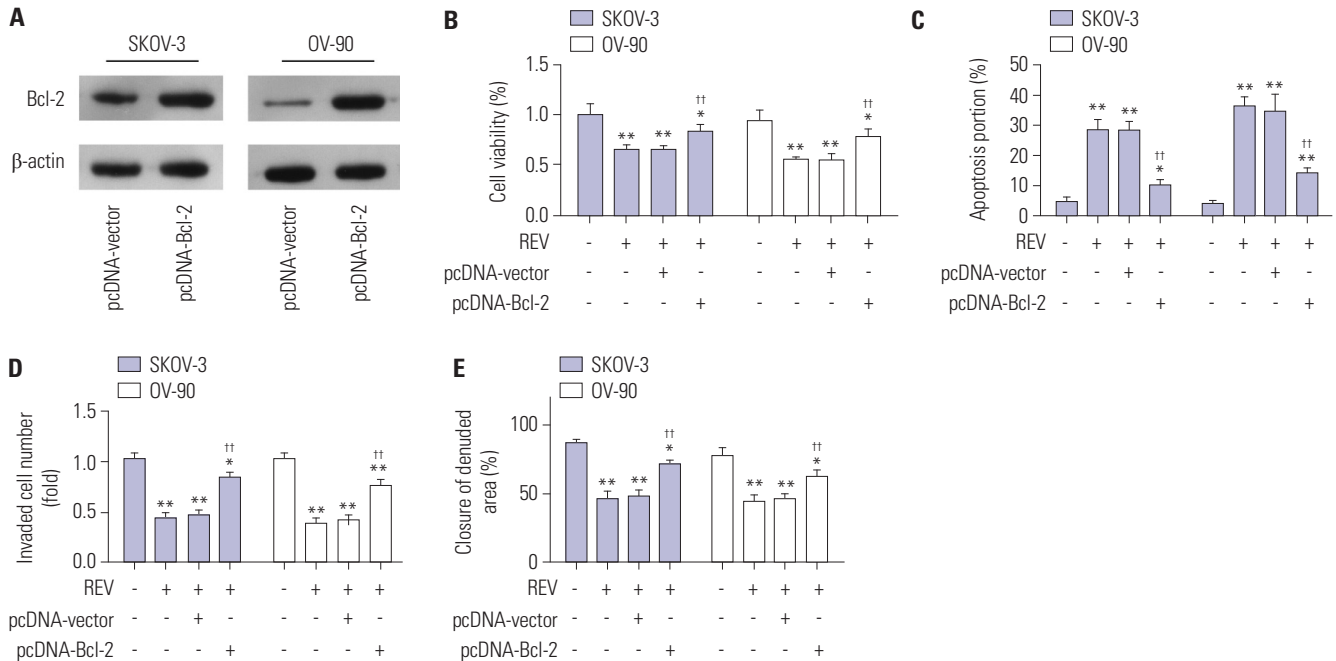 A
SKOV-3 OV-90
Bcl-2
β-actin
pcDNA-vector
pcDNA-Bcl-2
pcDNA-vector
pcDNA-Bcl-2
B
SKOV-3
OV-90
Cell viability (%)
1.5
1.0
0.5
0.0
** ** †† * ** ** †† *
REV - + + + - + + +
pcDNA-vector - - + - - - + -
pcDNA-Bcl-2 - - - + - - - +
C
SKOV-3
OV-90
Apoptosis portion (%)
50
40
30
20
10
0
** ** †† * ** ** †† **
REV - + + + - + + +
pcDNA-vector - - + - - - + -
pcDNA-Bcl-2 - - - + - - - +
D
SKOV-3
OV-90
Invaded cell number
(fold)
1.5
1.0
0.5
0.0
** ** †† * ** ** †† **
REV - + + + - + + +
pcDNA-vector - - + - - - + -
pcDNA-Bcl-2 - - - + - - - +
E
SKOV-3
OV-90
Closure of denuded
area (%)
100
50
0
** ** †† * ** ** †† *
REV - + + + - + + +
pcDNA-vector - - + - - - + -
pcDNA-Bcl-2 - - - + - - - +